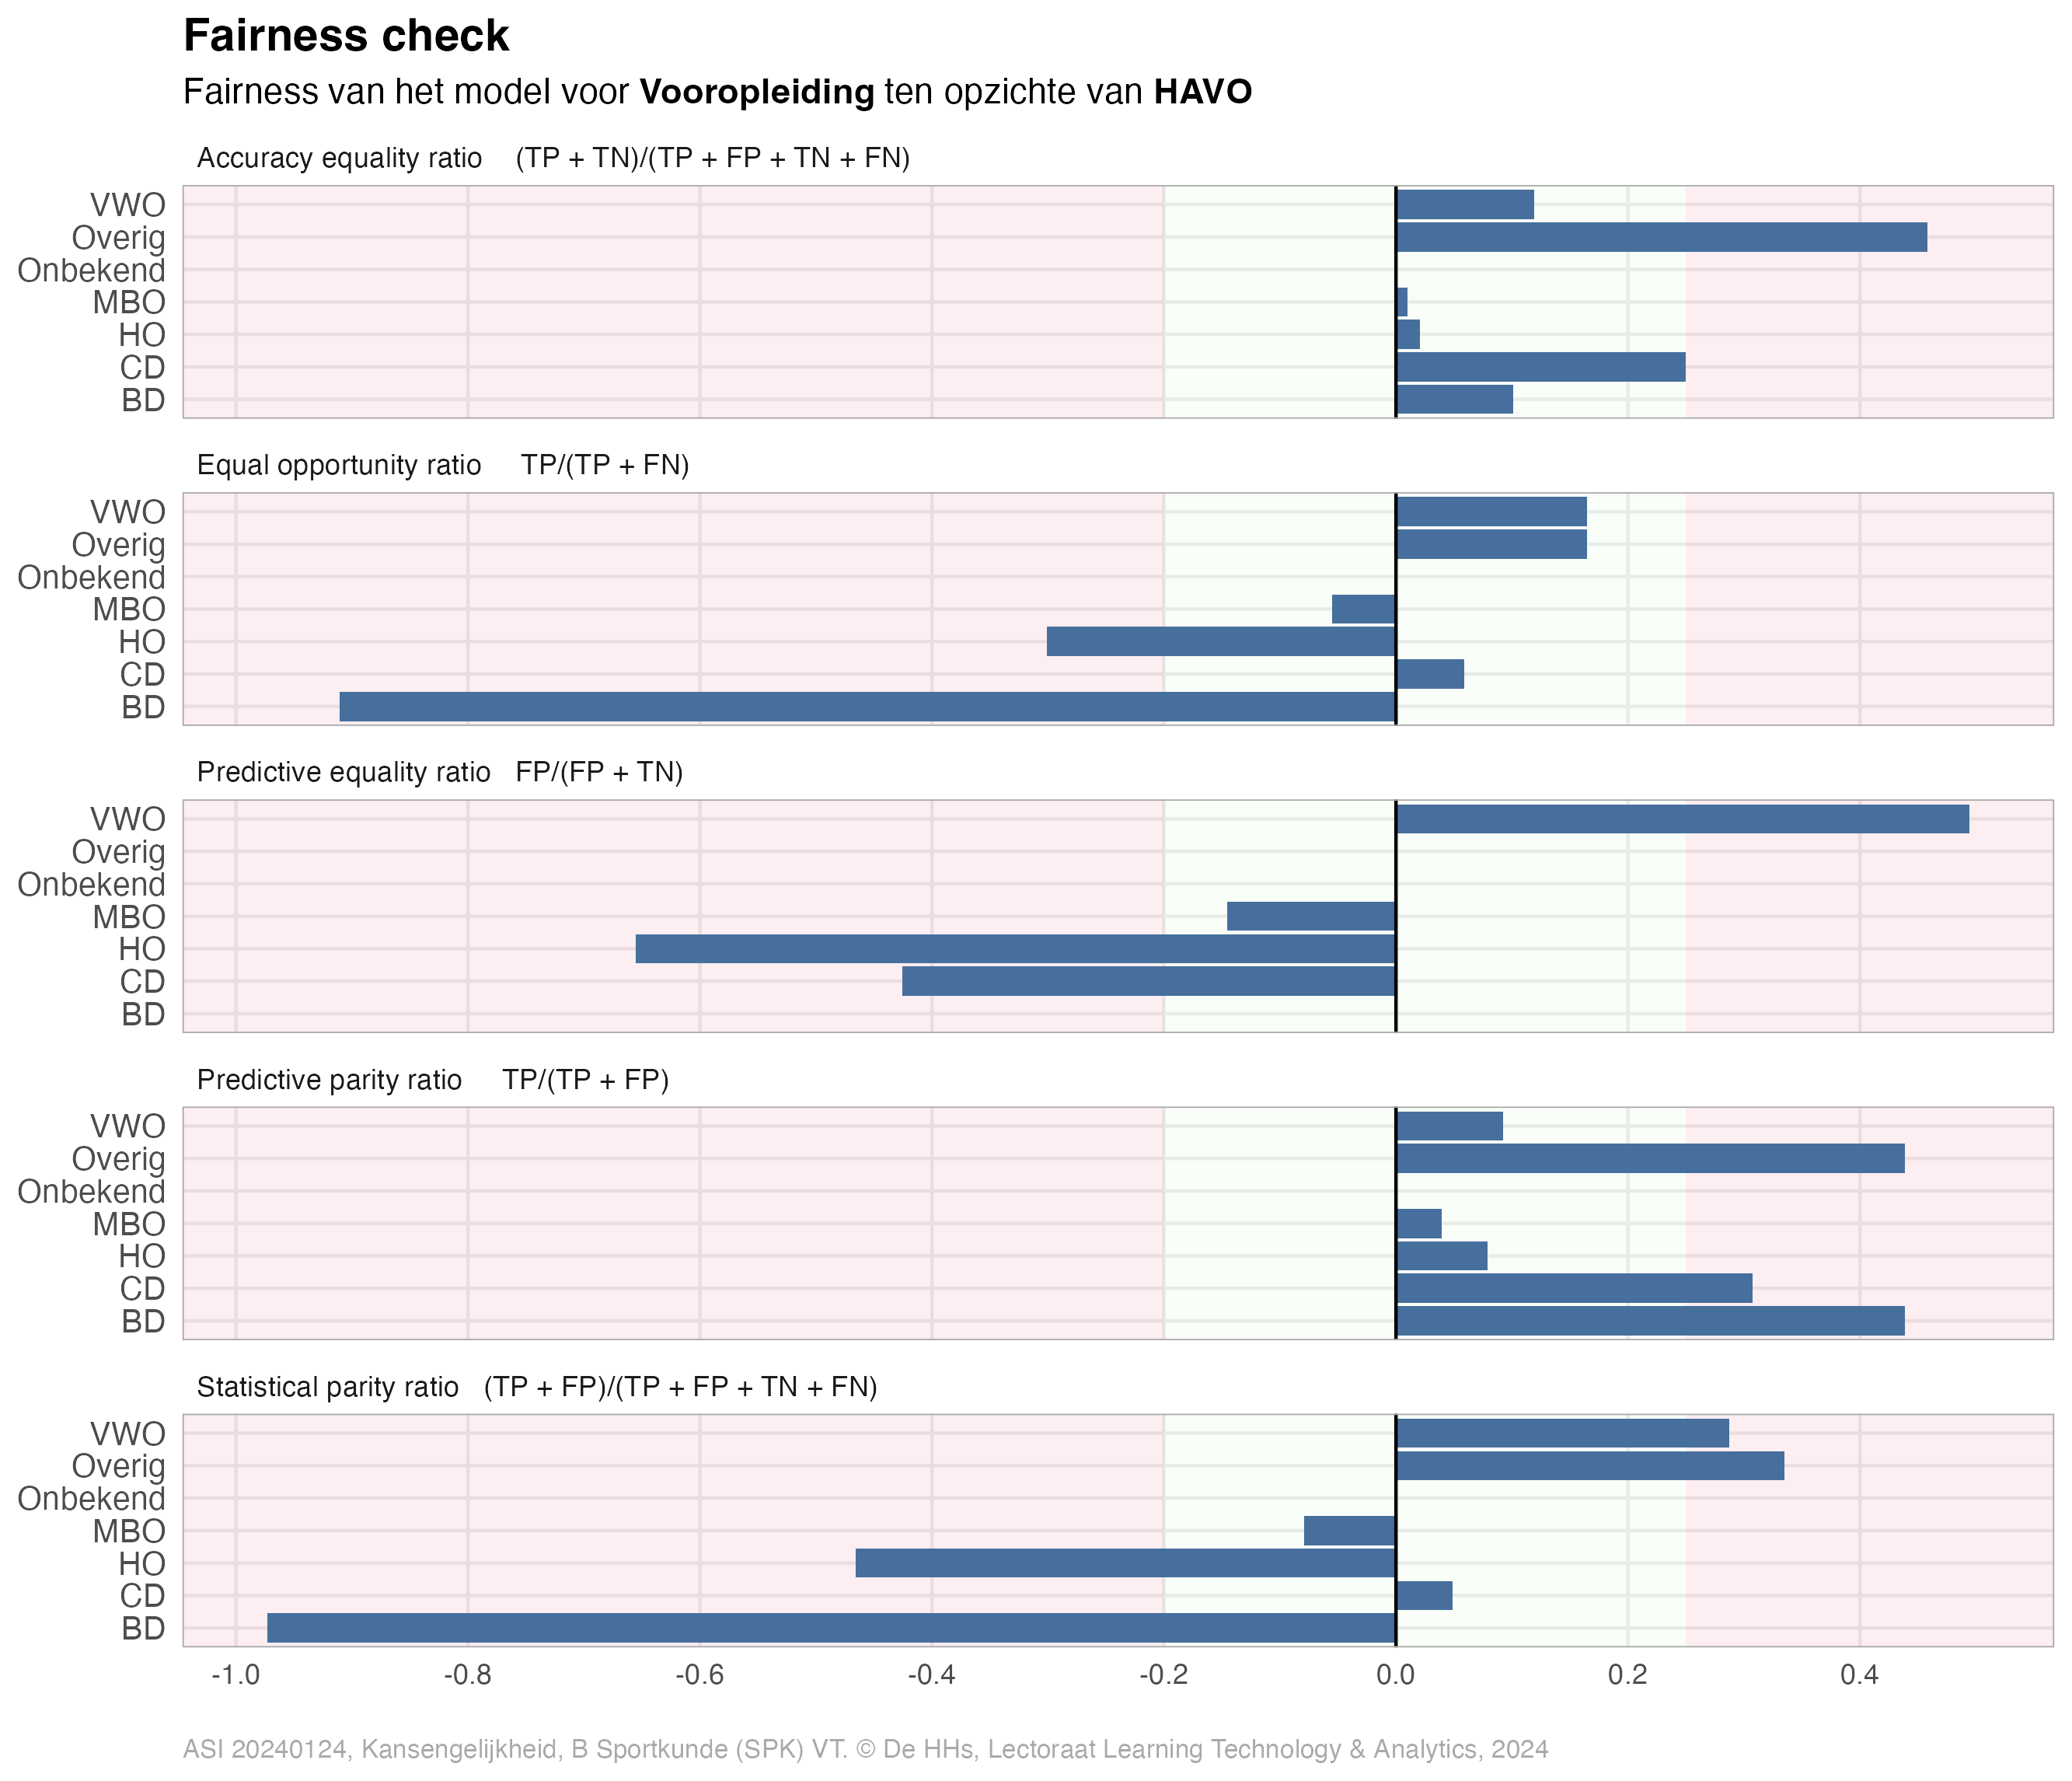 Fairness check
Fairness van het model voor Vooropleiding ten opzichte van HAVO
Accuracy equality ratio (TP + TN)/(TP + FP + TN + FN)
VWO
Overig
Onbekend
MBO
HO
CD
BD
Equal opportunity ratio TP/(TP + FN)
VWO
Overig
Onbekend
MBO
HO
CD
BD
Predictive equality ratio FP/(FP + TN)
VWO
Overig
Onbekend
MBO
HO
CD
BD
Predictive parity ratio TP/(TP + FP)
VWO
Overig
Onbekend
MBO
HO
CD
BD
Statistical parity ratio (TP + FP)/(TP + FP + TN + FN)
VWO
Overig
Onbekend
MBO
HO
CD
BD
-1.0 -0.8 -0.6 -0.4 -0.2 0.0 0.2 0.4
ASI 20240124, Kansengelijkheid, B Sportkunde (SPK) VT. © De HHs, Lectoraat Learning Technology & Analytics, 2024